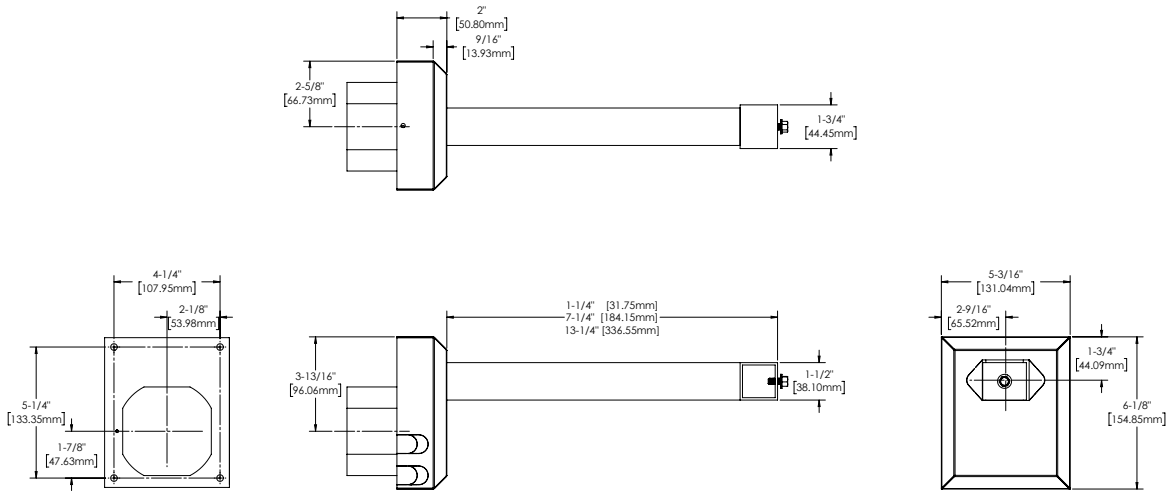 2"
[50.80mm]
9/16"
[13.93mm]
2-5/8"
[66.73mm]
1-3/4"
[44.45mm]
4-1/4"
[107.95mm]
2-1/8"
[53.98mm]
5-1/4"
[133.35mm]
1-7/8"
[47.63mm]
1-1/4" [31.75mm]
7-1/4" [184.15mm]
13-1/4" [336.55mm]
3-13/16"
[96.06mm]
1-1/2"
[38.10mm]
5-3/16"
[131.04mm]
2-9/16"
[65.52mm]
1-3/4"
[44.09mm]
6-1/8"
[154.85mm]